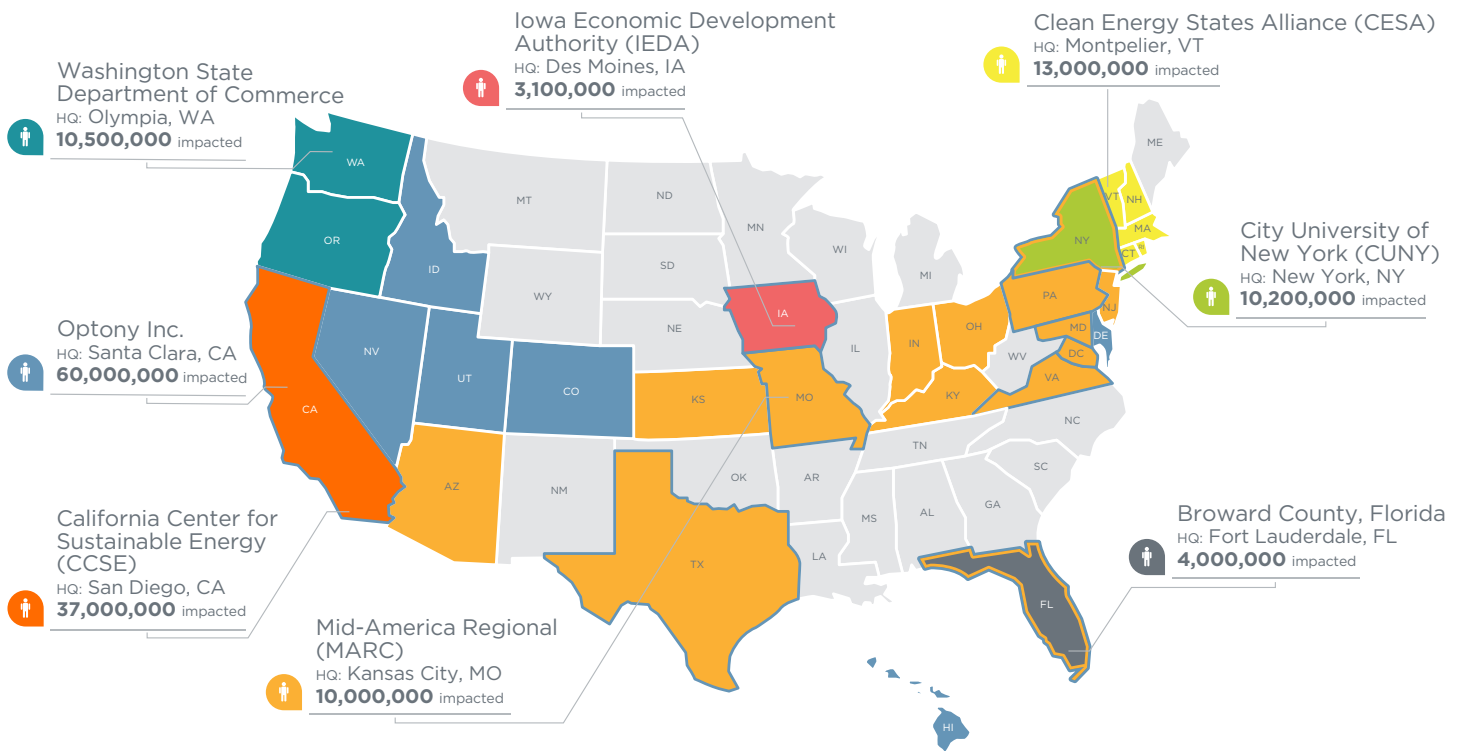 Iowa Economic Development
Authority (IEDA)
HQ: Des Moines, IA
3,100,000 impacted
Clean Energy States Alliance (CESA)
HQ: Montpelier, VT
13,000,000 impacted
Washington State
Department of Commerce
HQ: Olympia, WA
10,500,000 impacted
City University of
New York (CUNY)
HQ: New York, NY
10,200,000 impacted
Optony Inc.
HQ: Santa Clara, CA
60,000,000 impacted
California Center for
Sustainable Energy
(CCSE)
HQ: San Diego, CA
37,000,000 impacted
Broward County, Florida
HQ: Fort Lauderdale, FL
4,000,000 impacted
Mid-America Regional
(MARC)
HQ: Kansas City, MO
10,000,000 impacted
WA
MT
ND
MN
ME
VT
NH
OR
ID
SD
WI
MI
NY
MA
CT
RI
WY
NE
IA
IL
IN
OH
PA
NJ
NV
UT
CO
KS
MO
KY
WV
MD
DE
DC
VA
CA
AZ
NM
OK
AR
TN
NC
SC
TX
LA
MS
AL
GA
FL
HI